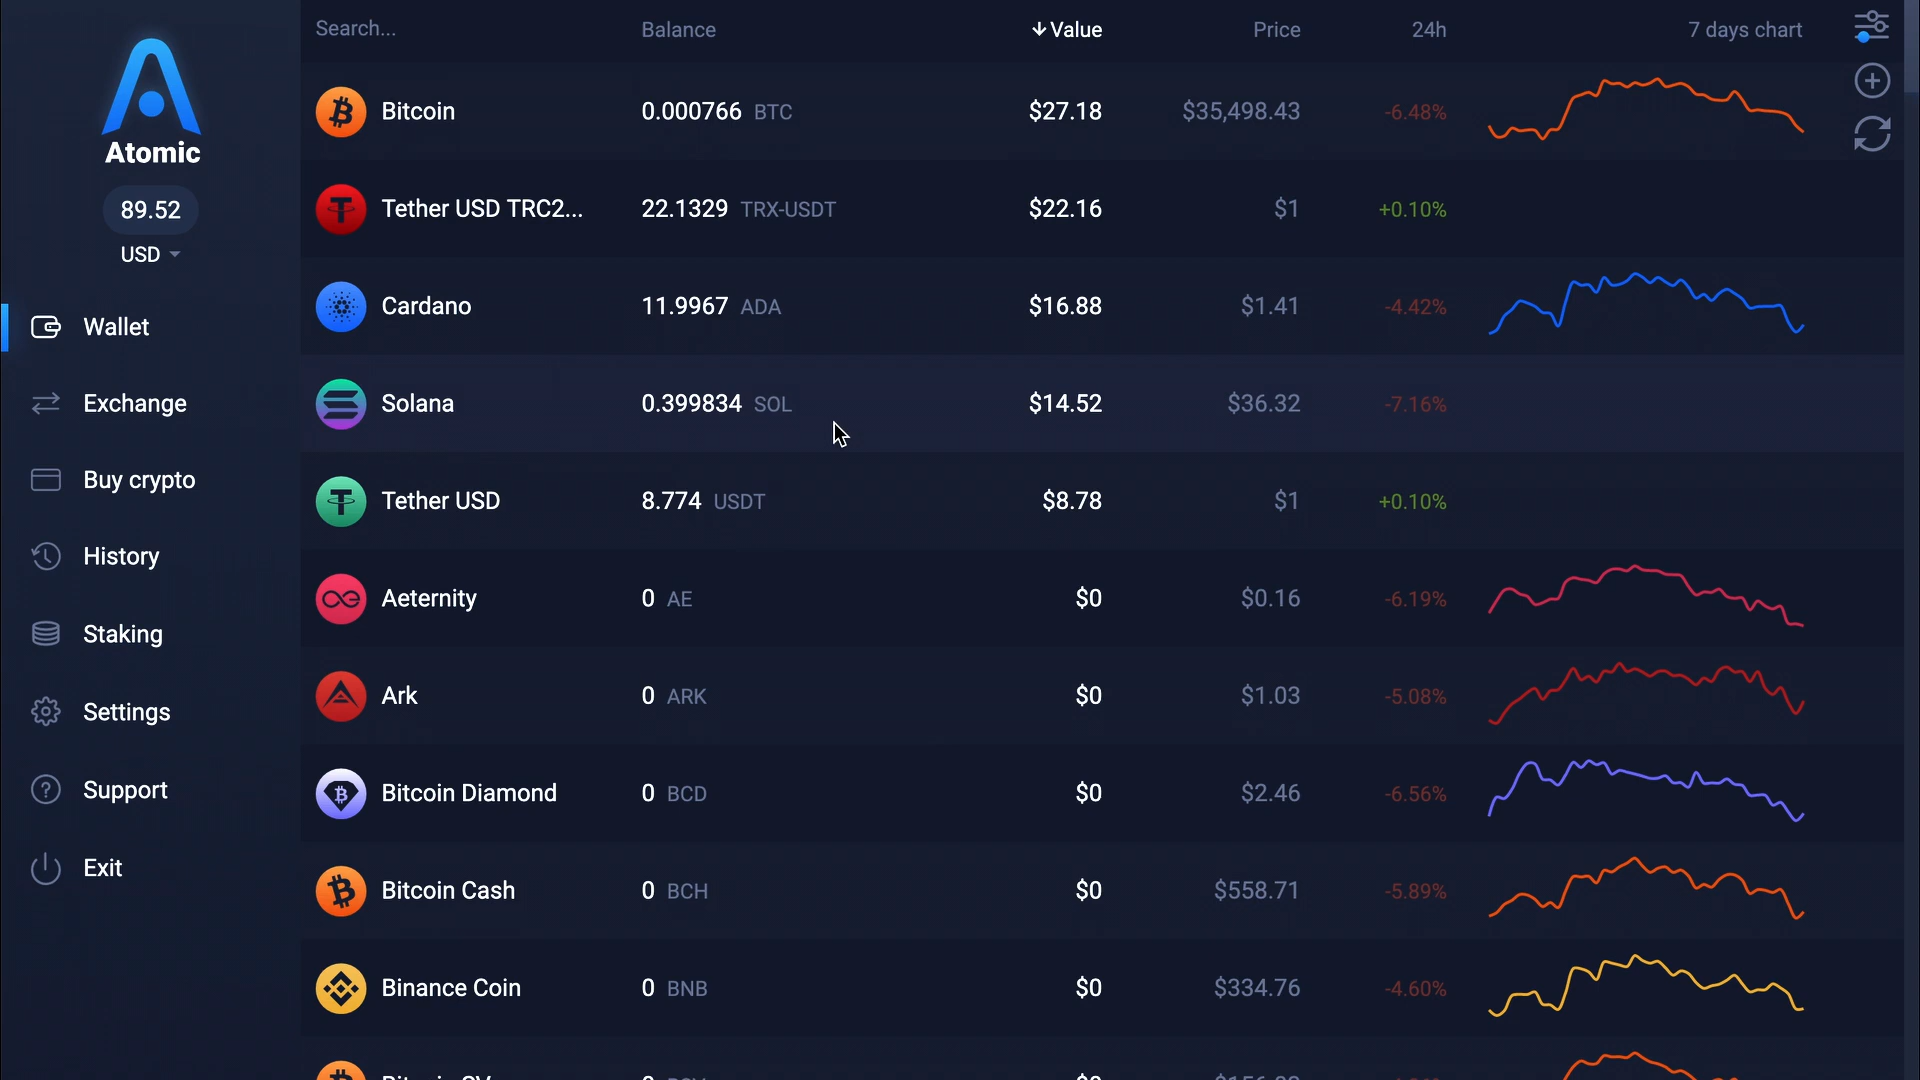 Search... Balance Value Price 24h 7 days chart
Atomic
89.52
USD
Wallet
Exchange
Buy crypto
History
Staking
Settings
Support
Exit
Bitcoin 0.000766 BTC $27.18 $35,498.43 -6.48%
Tether USD TRC2... 22.1329 TRX-USDT $22.16 $1 +0.10%
Cardano 11.9967 ADA $16.88 $1.41 -4.42%
Solana 0.399834 SOL $14.52 $36.32 -7.16%
Tether USD 8.774 USDT $8.78 $1 +0.10%
Aeternity 0 AE $0 $0.16 -6.19%
Ark 0 ARK $0 $1.03 -5.08%
Bitcoin Diamond 0 BCD $0 $2.46 -6.56%
Bitcoin Cash 0 BCH $0 $558.71 -5.89%
Binance Coin 0 BNB $0 $334.76 -4.60%